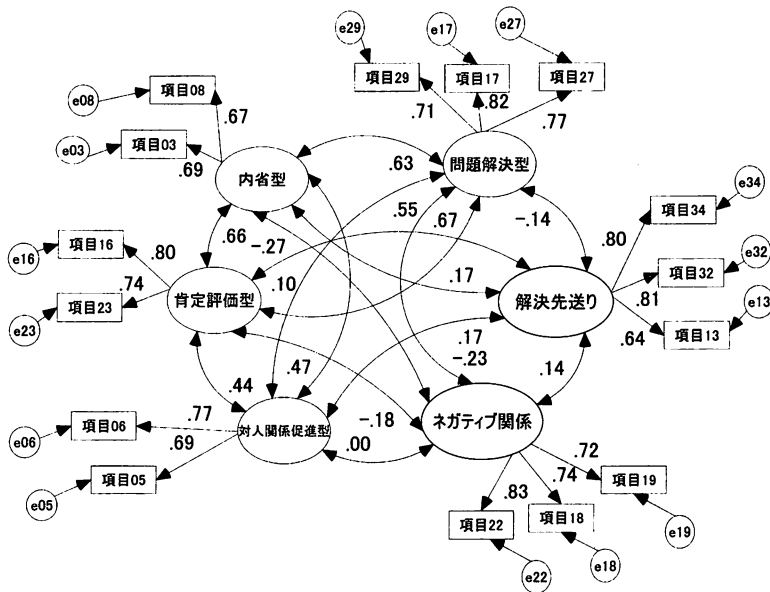 e29
e17
e27
項目29
項目17
項目27
e08
項目08
.71
.82
.77
.67
e03
項目03
.69
内省型
.63
問題解決型
e34
項目34
.55
.67
-.14
e16
項目16
.80
.66
-.27
.80
e32
項目32
.74
肯定評価型
.10
.17
解決先送り
.81
e13
e23
項目23
.64
項目13
.17
-.23
.14
.44
.47
e06
項目06
.77
対人関係促進型
-.18
.00
ネガティブ関係
.69
.72
e05
項目05
.83
.74
項目19
項目22
項目18
e19
e22
e18